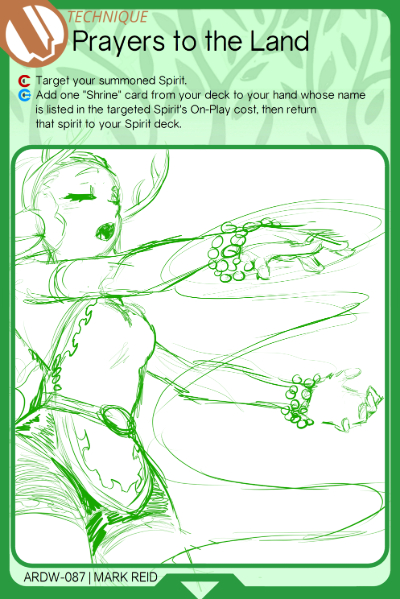 TECHNIQUE
Prayers to the Land
C Target your summoned Spirit.
C Add one "Shrine" card from your deck to your hand whose name
is listed in the targeted Spirit's On-Play cost, then return
that spirit to your Spirit deck.
ARDW-087 | MARK REID